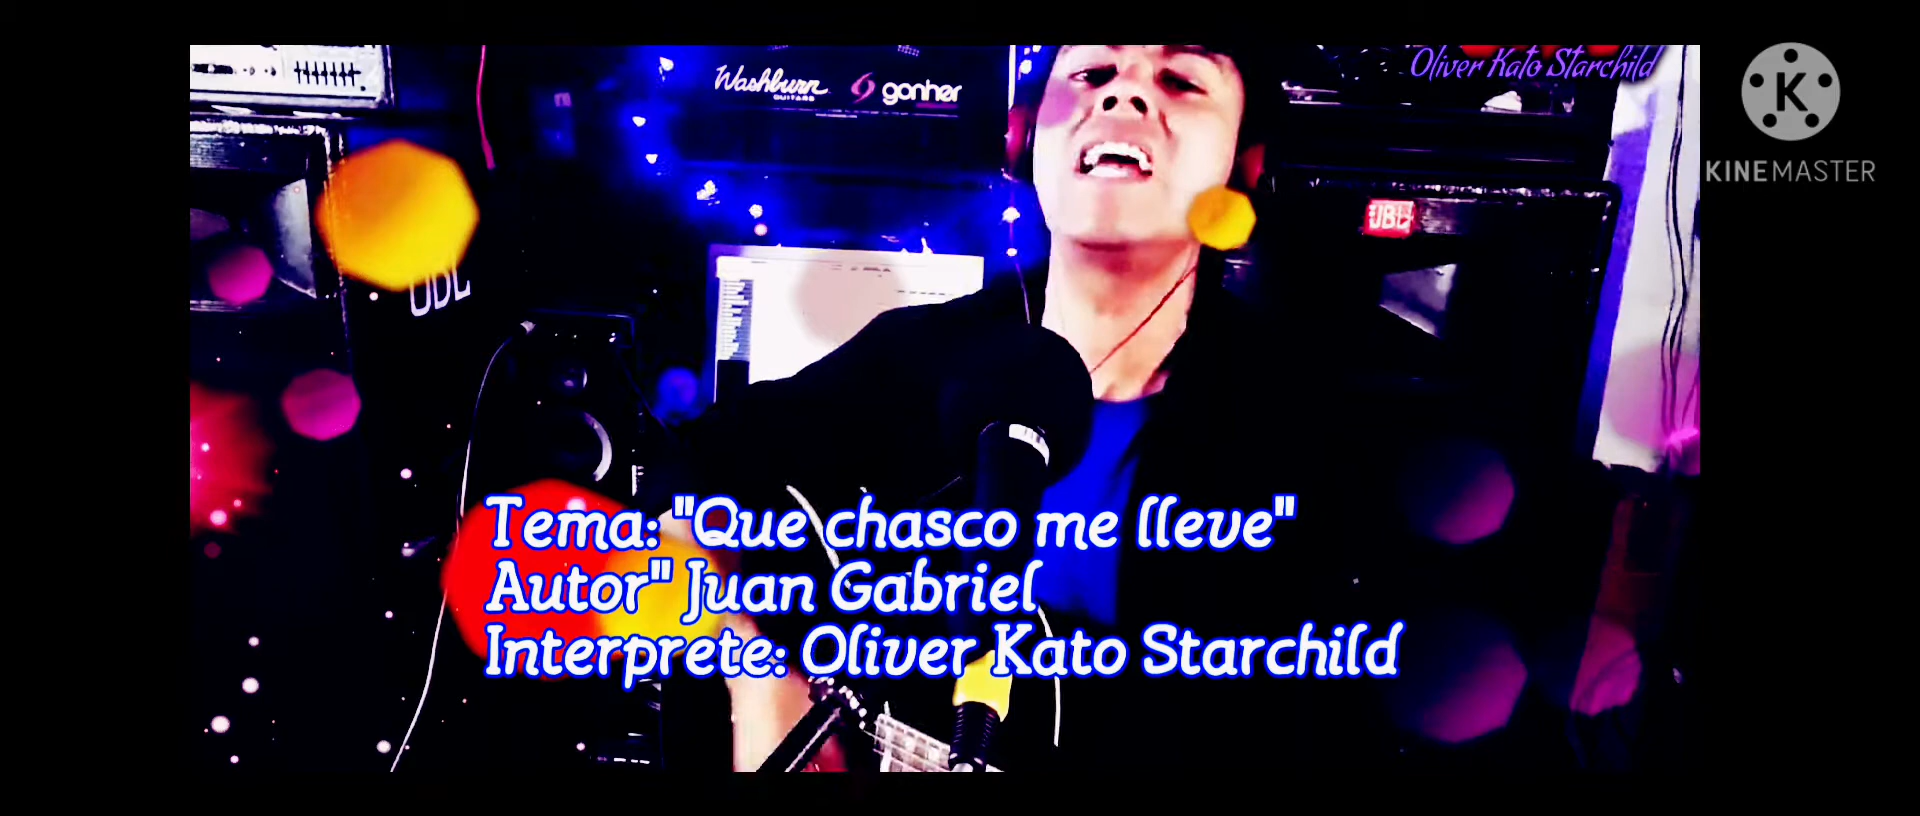 Washburn
GUITARS
gonher
Oliver Kato Starchild
KINEMASTER
JBL
Tema: "Que chasco me lleve"
Autor" Juan Gabriel
Interprete: Oliver Kato Starchild